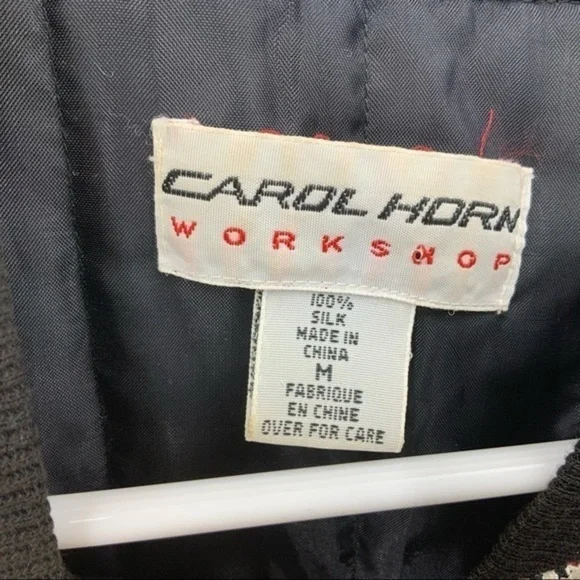 CAROL HORN
WORKSHOP
100%
SILK
MADE IN
CHINA
M
FABRIQUE
EN CHINE
OVER FOR CARE